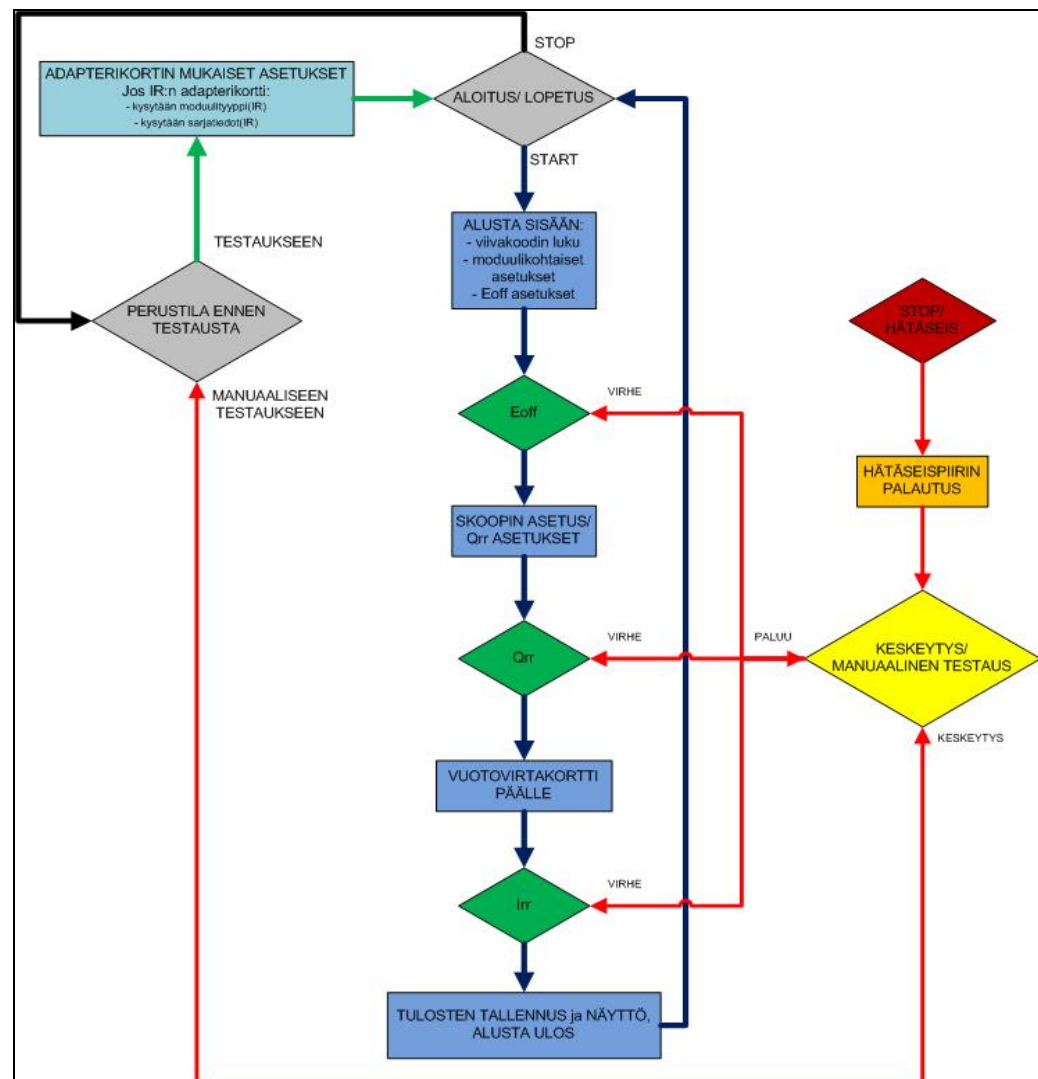 STOP
ADAPTERIKORTIN MUKAISET ASETUKSET
Jos IR:n adapterikortti:
- kysytään moduulityyppi(IR)
- kysytään sarjatiedot(IR)
ALOITUS/ LOPETUS
START
ALUSTA SISÄÄN:
- viivakoodin luku
- moduulikohtaiset
asetukset
- Eoff asetukset
TESTAUKSEEN
PERUSTILA ENNEN
TESTAUSTA
MANUAALISEEN
TESTAUKSEEN
STOP/
HÄTÄSEIS
VIRHE
Eoff
HÄTÄSEISPIIRIN
PALAUTUS
SKOOPIN ASETUS/
Qrr ASETUKSET
VIRHE
PALUU
Qrr
KESKEYTYS/
MANUAALINEN TESTAUS
KESKEYTYS
VUOTOVIRTAKORTTI
PÄÄLLE
VIRHE
Irr
TULOSTEN TALLENNUS ja NÄYTTÖ,
ALUSTA ULOS